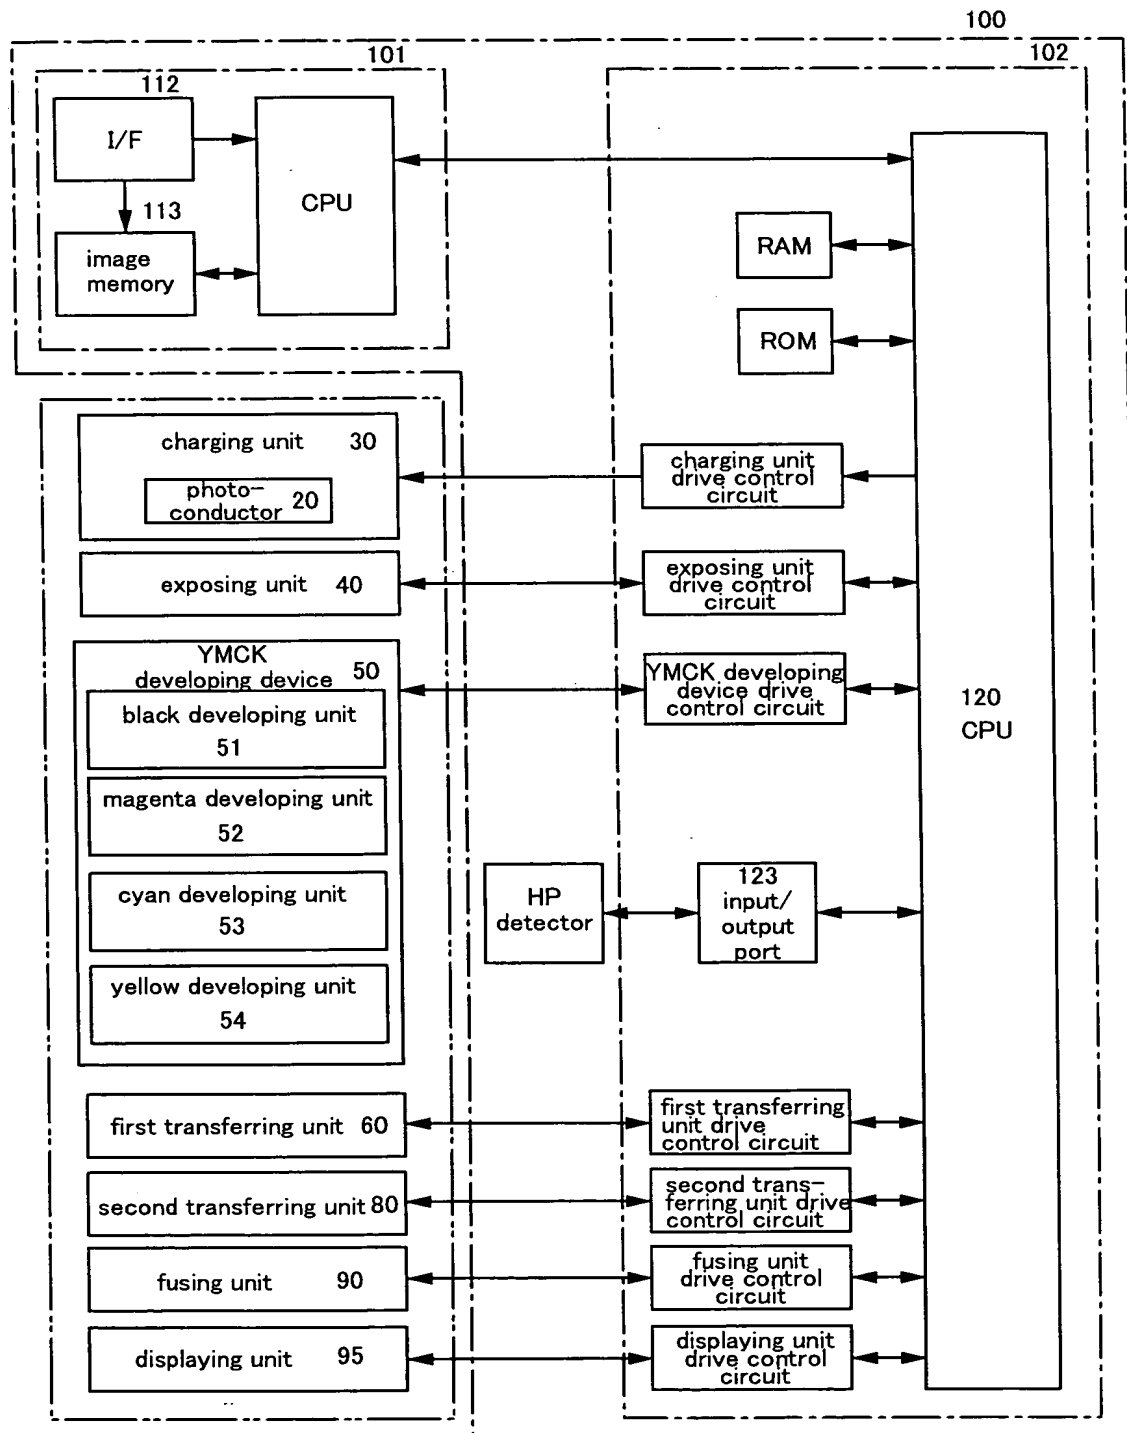 100
101
102
112
I/F
CPU
113
image
memory
RAM
ROM
charging unit 30
photo-
conductor 20
charging unit
drive control
circuit
exposing unit 40
exposing unit
drive control
circuit
YMCK
developing device 50
YMCK developing
device drive
control circuit
black developing unit
51
120
CPU
magenta developing unit
52
cyan developing unit
53
HP
detector
123
input/
output
port
yellow developing unit
54
first transferring unit 60
first transferring
unit drive
control circuit
second transferring unit 80
second trans-
ferring unit drive
control circuit
fusing unit 90
fusing unit
drive control
circuit
displaying unit 95
displaying unit
drive control
circuit